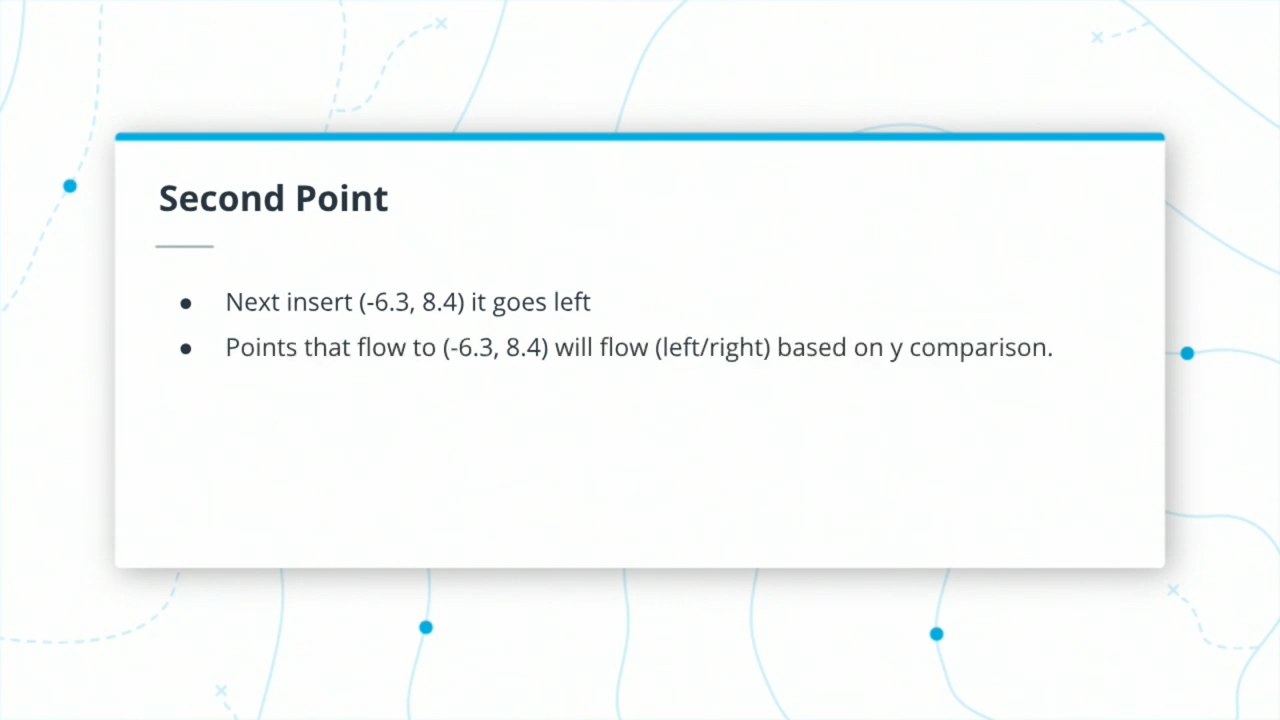 Second Point
● Next insert (-6.3, 8.4) it goes left
● Points that flow to (-6.3, 8.4) will flow (left/right) based on y comparison.